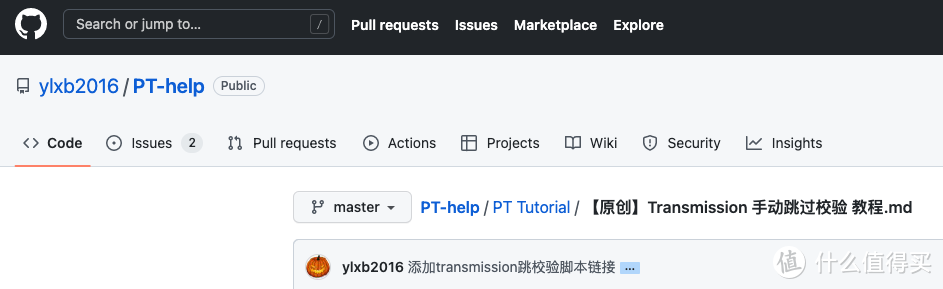 Search or jump to... / Pull requests Issues Marketplace Explore
ylxb2016 / PT-help Public
Code Issues 2 Pull requests Actions Projects Wiki Security Insights
master PT-help / PT Tutorial / 【原创】Transmission 手动跳过校验 教程.md
ylxb2016 添加transmission跳校验脚本链接 ...
值 什么值得买